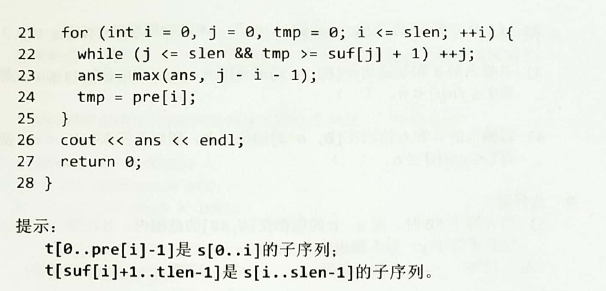 21 for (int i = 0, j = 0, tmp = 0; i <= slen; ++i) {
22 while (j <= slen && tmp >= suf[j] + 1) ++j;
23 ans = max(ans, j - i - 1);
24 tmp = pre[i];
25 }
26 cout << ans << endl;
27 return 0;
28 }
提示：
t[0..pre[i]-1]是 s[0..i]的子序列；
t[suf[i]+1..tlen-1]是 s[i..slen-1]的子序列。